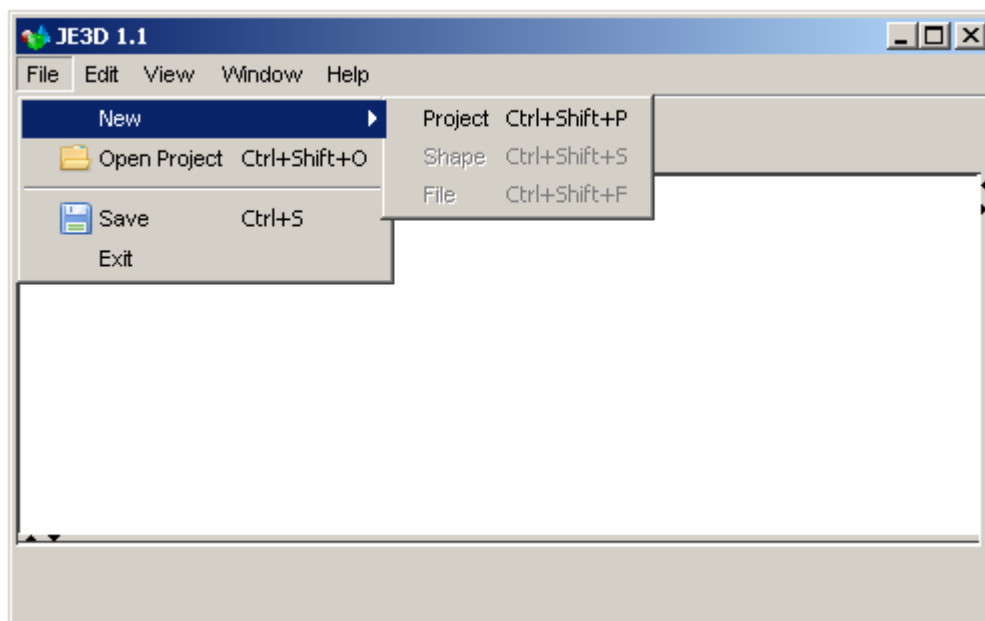 JE3D 1.1
File Edit View Window Help
New
Project Ctrl+Shift+P
Open Project Ctrl+Shift+O
Shape Ctrl+Shift+S
File Ctrl+Shift+F
Save Ctrl+S
Exit